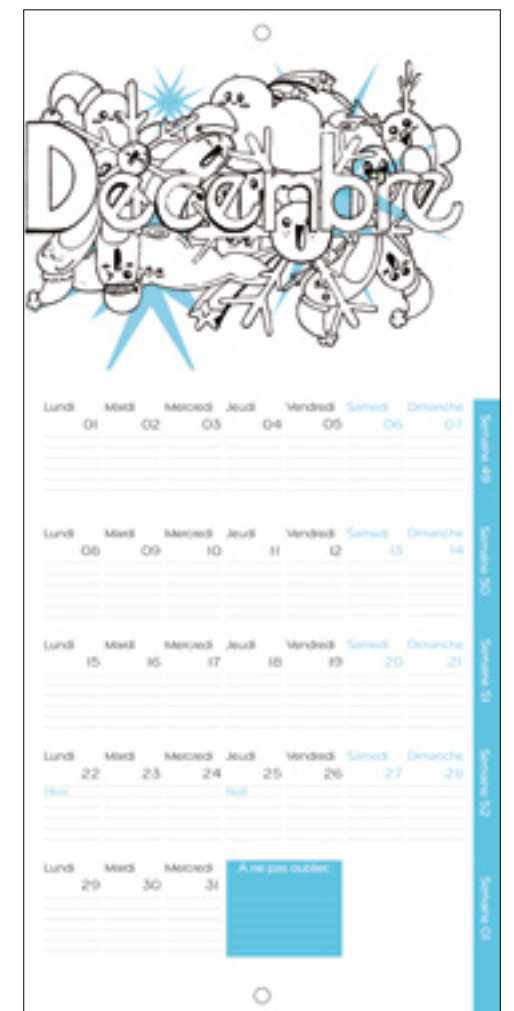 Decembre
Lundi Mardi Mercredi Jeudi Vendredi Samedi Dimanche
01 02 03 04 05 06 07
Semaine 49
Lundi Mardi Mercredi Jeudi Vendredi Samedi Dimanche
08 09 10 11 12 13 14
Semaine 50
Lundi Mardi Mercredi Jeudi Vendredi Samedi Dimanche
15 16 17 18 19 20 21
Semaine 51
Lundi Mardi Mercredi Jeudi Vendredi Samedi Dimanche
22 23 24 25 26 27 28
Hiver Noël
Semaine 52
Lundi Mardi Mercredi A ne pas oublier:
29 30 31
Semaine 01